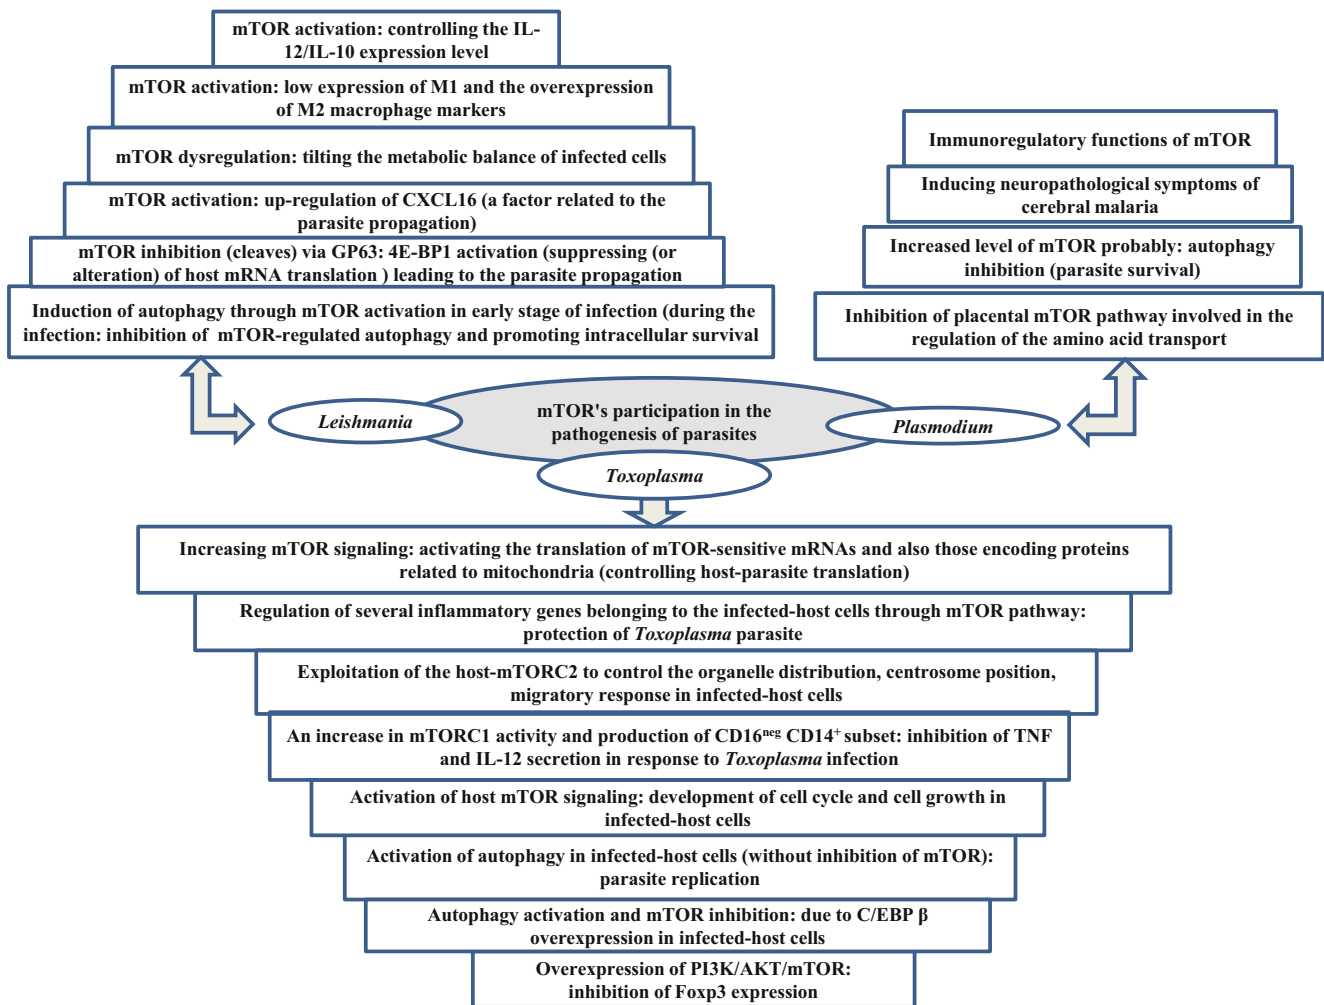 mTOR activation: controlling the IL-
12/IL-10 expression level
mTOR activation: low expression of M1 and the overexpression
of M2 macrophage markers
mTOR dysregulation: tilting the metabolic balance of infected cells
mTOR activation: up-regulation of CXCL16 (a factor related to the
parasite propagation)
mTOR inhibition (cleaves) via GP63: 4E-BP1 activation (suppressing (or
alteration) of host mRNA translation ) leading to the parasite propagation
Induction of autophagy through mTOR activation in early stage of infection (during the
infection: inhibition of mTOR-regulated autophagy and promoting intracellular survival
Immunoregulatory functions of mTOR
Inducing neuropathological symptoms of
cerebral malaria
Increased level of mTOR probably: autophagy
inhibition (parasite survival)
Inhibition of placental mTOR pathway involved in the
regulation of the amino acid transport
Leishmania
mTOR's participation in the
pathogenesis of parasites
Plasmodium
Toxoplasma
Increasing mTOR signaling: activating the translation of mTOR-sensitive mRNAs and also those encoding proteins
related to mitochondria (controlling host-parasite translation)
Regulation of several inflammatory genes belonging to the infected-host cells through mTOR pathway:
protection of Toxoplasma parasite
Exploitation of the host-mTORC2 to control the organelle distribution, centrosome position,
migratory response in infected-host cells
An increase in mTORC1 activity and production of CD16neg CD14+ subset: inhibition of TNF
and IL-12 secretion in response to Toxoplasma infection
Activation of host mTOR signaling: development of cell cycle and cell growth in
infected-host cells
Activation of autophagy in infected-host cells (without inhibition of mTOR):
parasite replication
Autophagy activation and mTOR inhibition: due to C/EBP β
overexpression in infected-host cells
Overexpression of PI3K/AKT/mTOR:
inhibition of Foxp3 expression